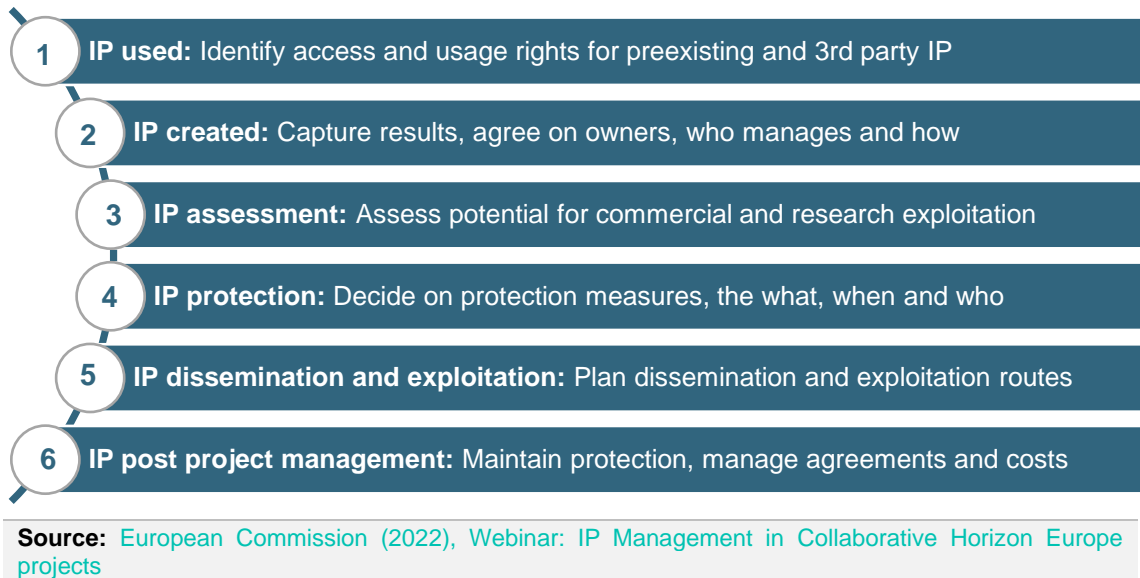 1 IP used: Identify access and usage rights for preexisting and 3rd party IP
2 IP created: Capture results, agree on owners, who manages and how
3 IP assessment: Assess potential for commercial and research exploitation
4 IP protection: Decide on protection measures, the what, when and who
5 IP dissemination and exploitation: Plan dissemination and exploitation routes
6 IP post project management: Maintain protection, manage agreements and costs
Source: European Commission (2022), Webinar: IP Management in Collaborative Horizon Europe
projects